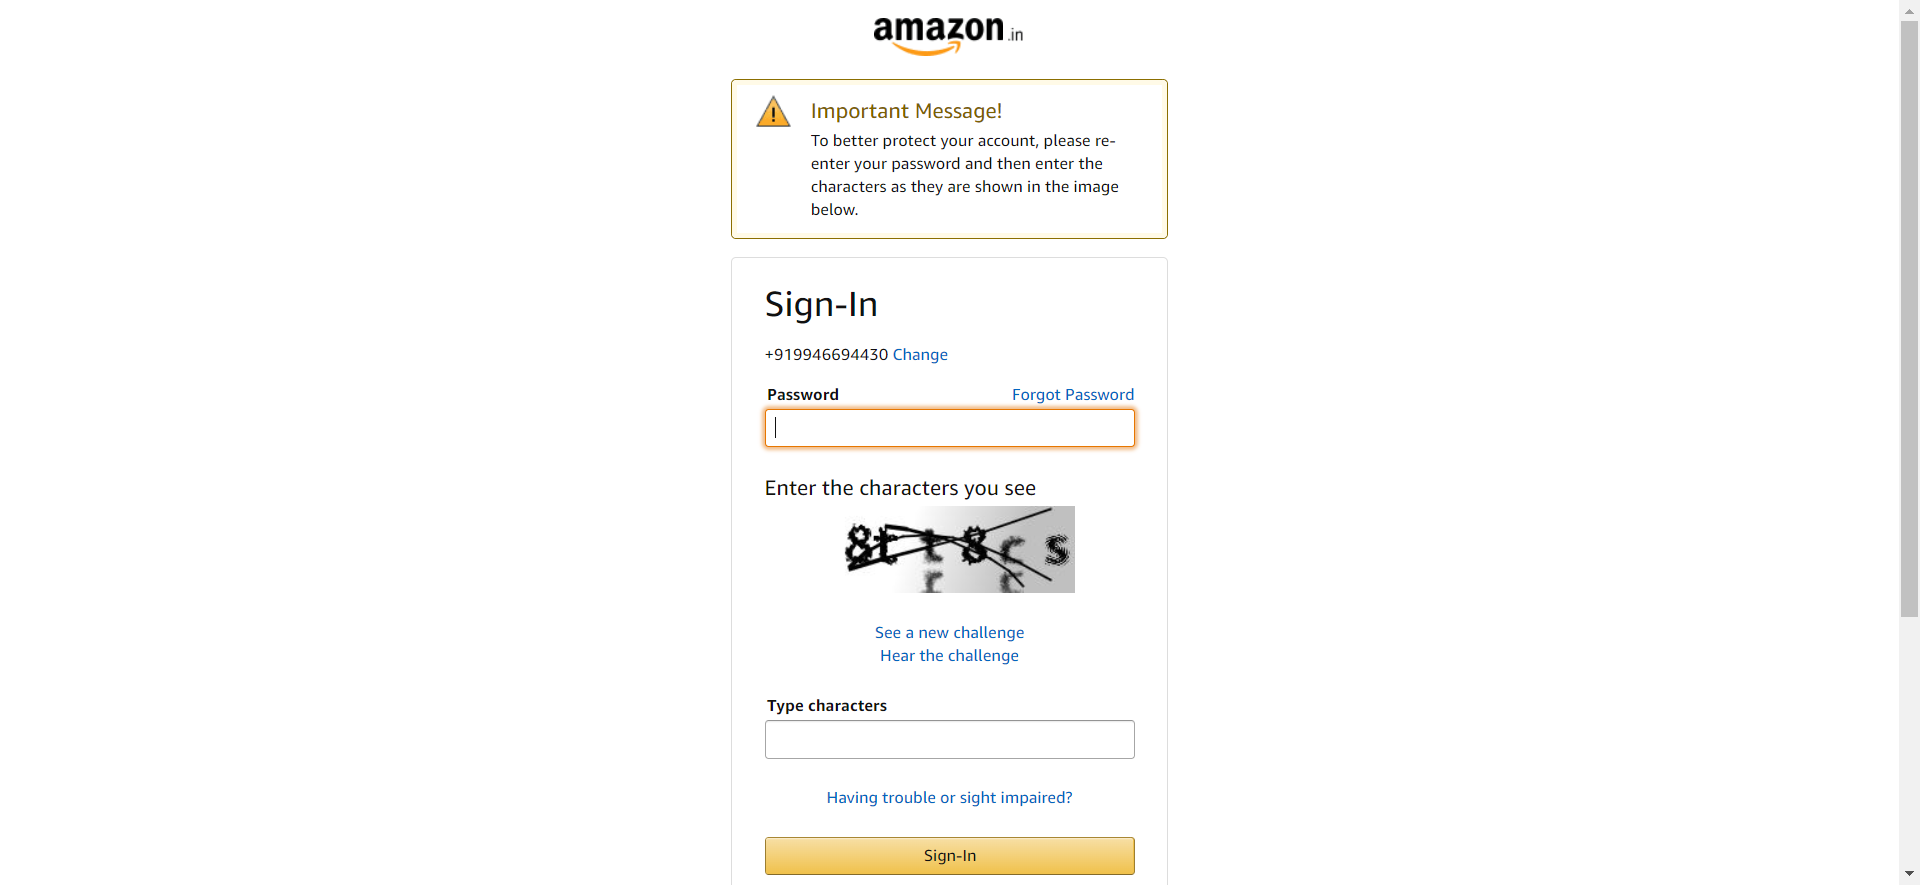 amazon.in
Important Message!
To better protect your account, please re-
enter your password and then enter the
characters as they are shown in the image
below.
Sign-In
+919946694430 Change
Password Forgot Password
Enter the characters you see
See a new challenge
Hear the challenge
Type characters
Having trouble or sight impaired?
Sign-In